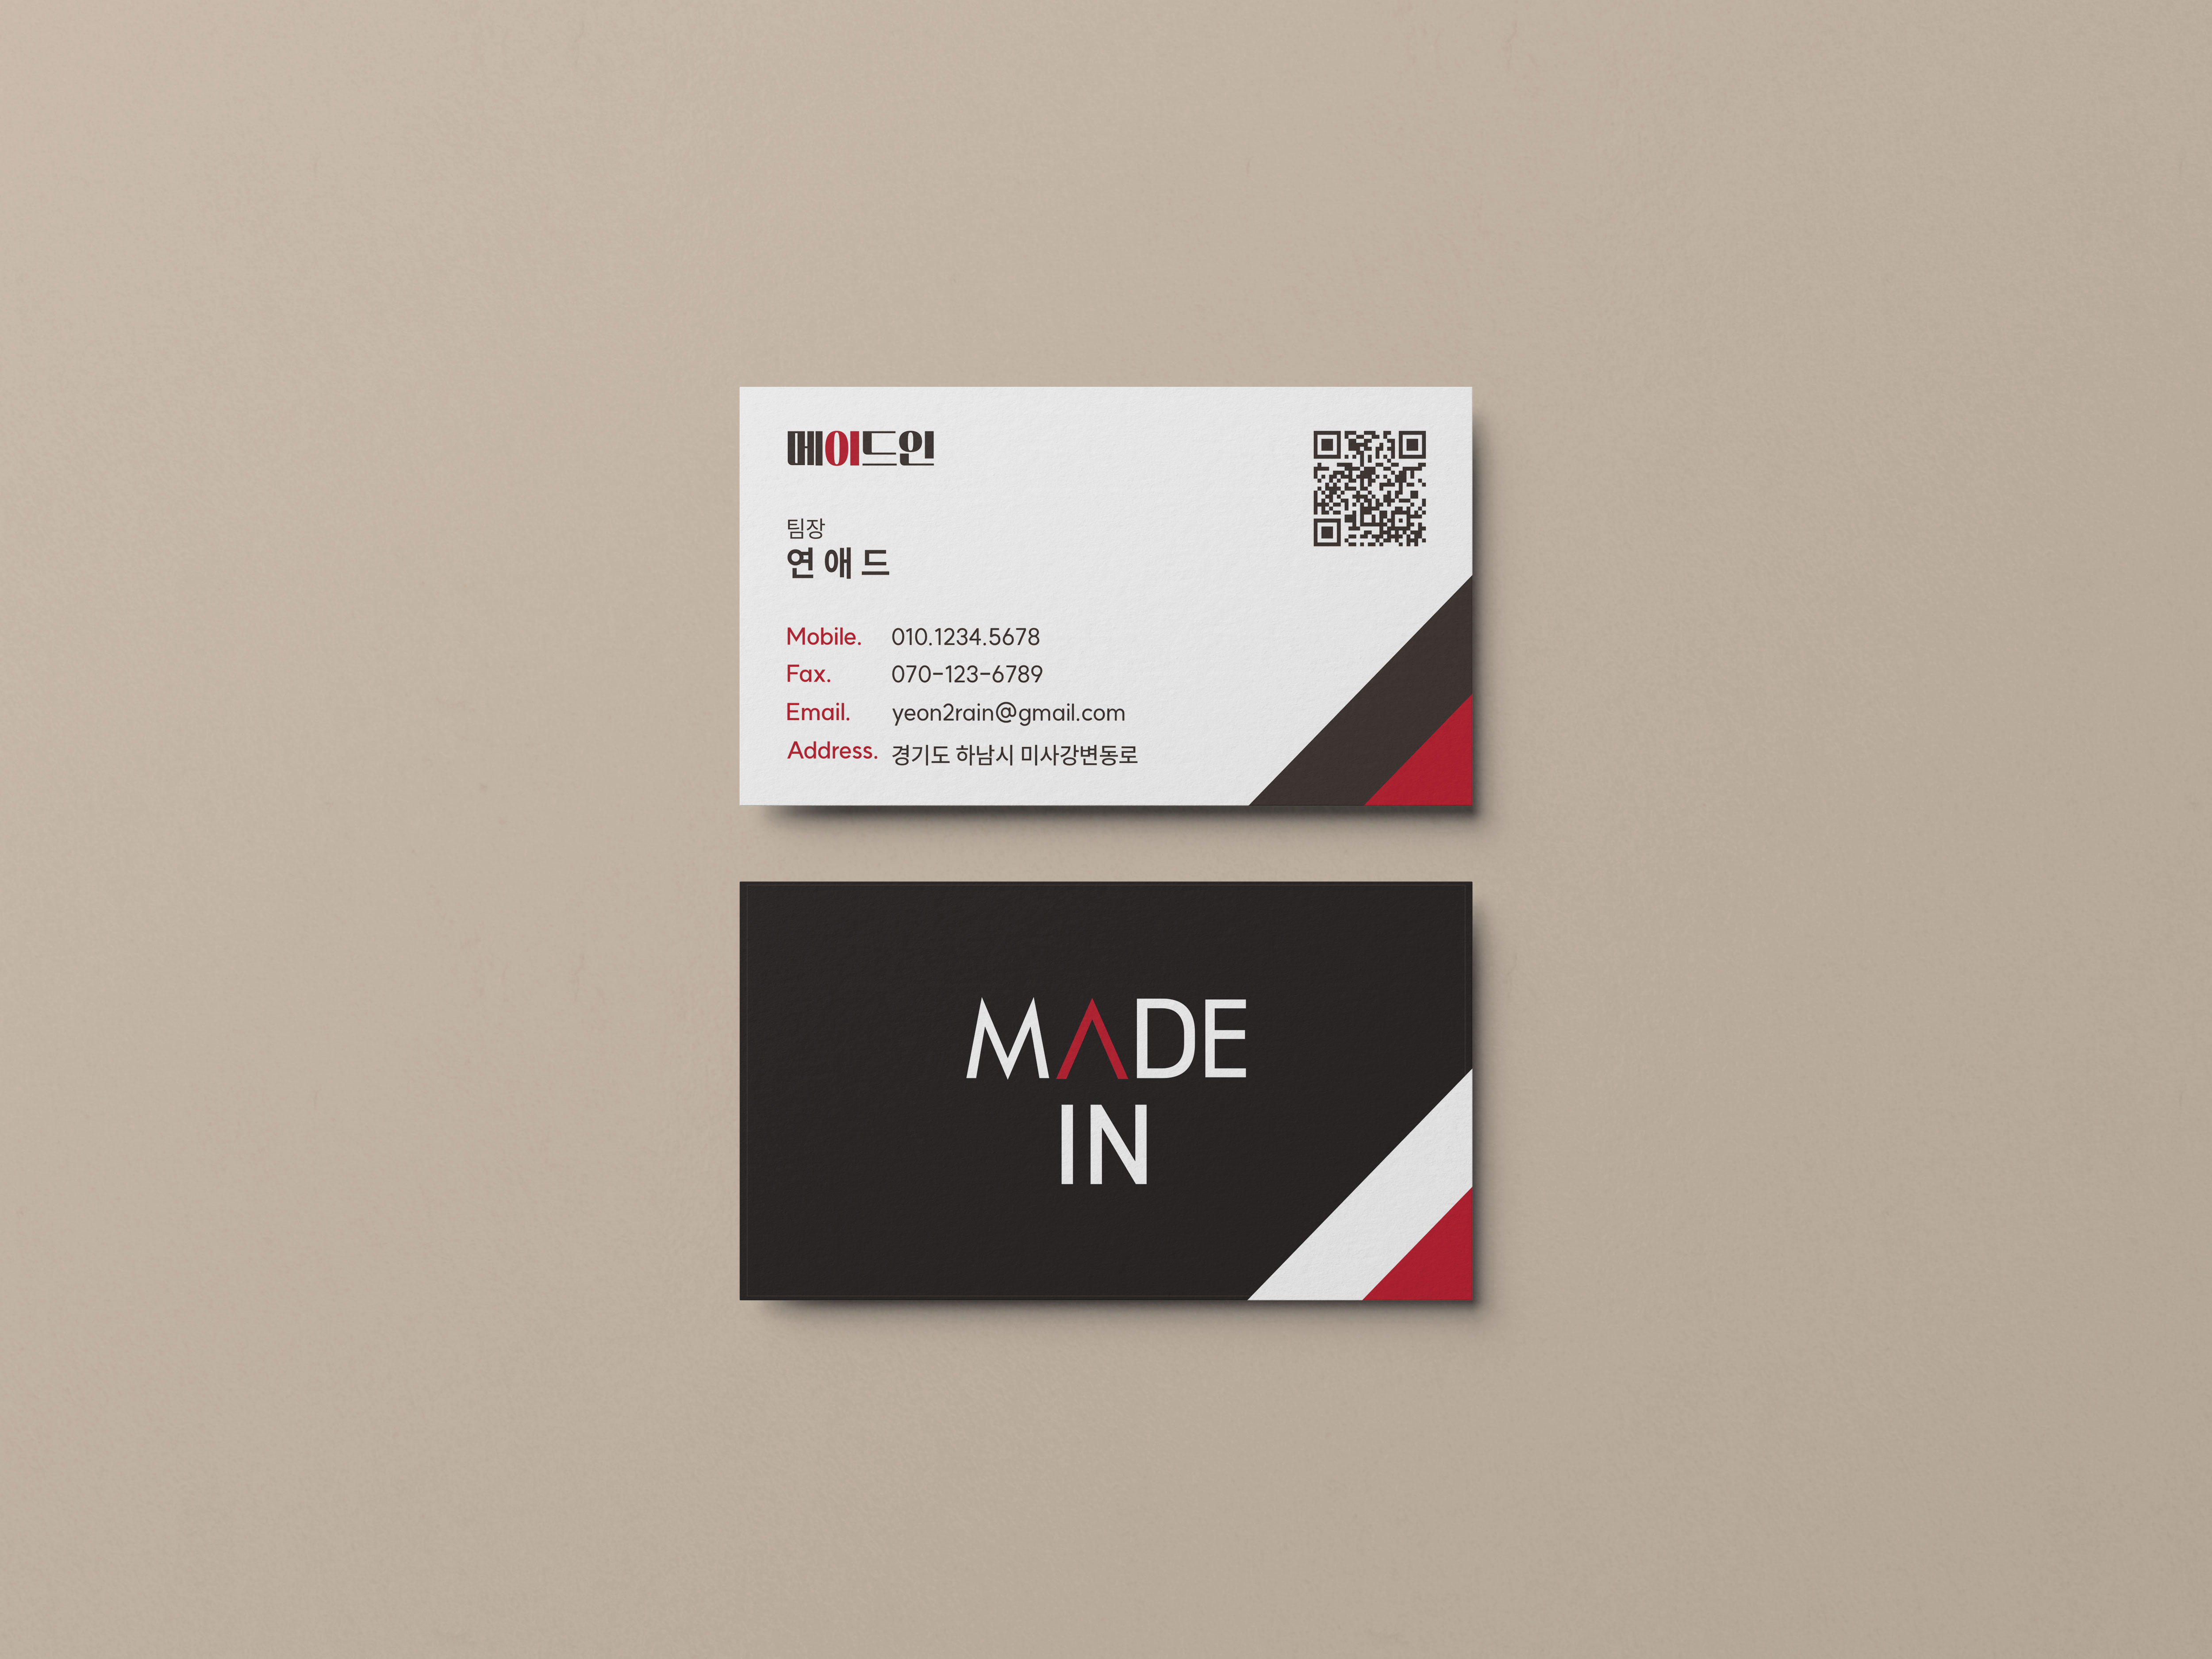 메이드인
팀장
연애드
Mobile. 010.1234.5678
Fax. 070-123-6789
Email. yeon2rain@gmail.com
Address. 경기도 하남시 미사강변동로
MADE
IN